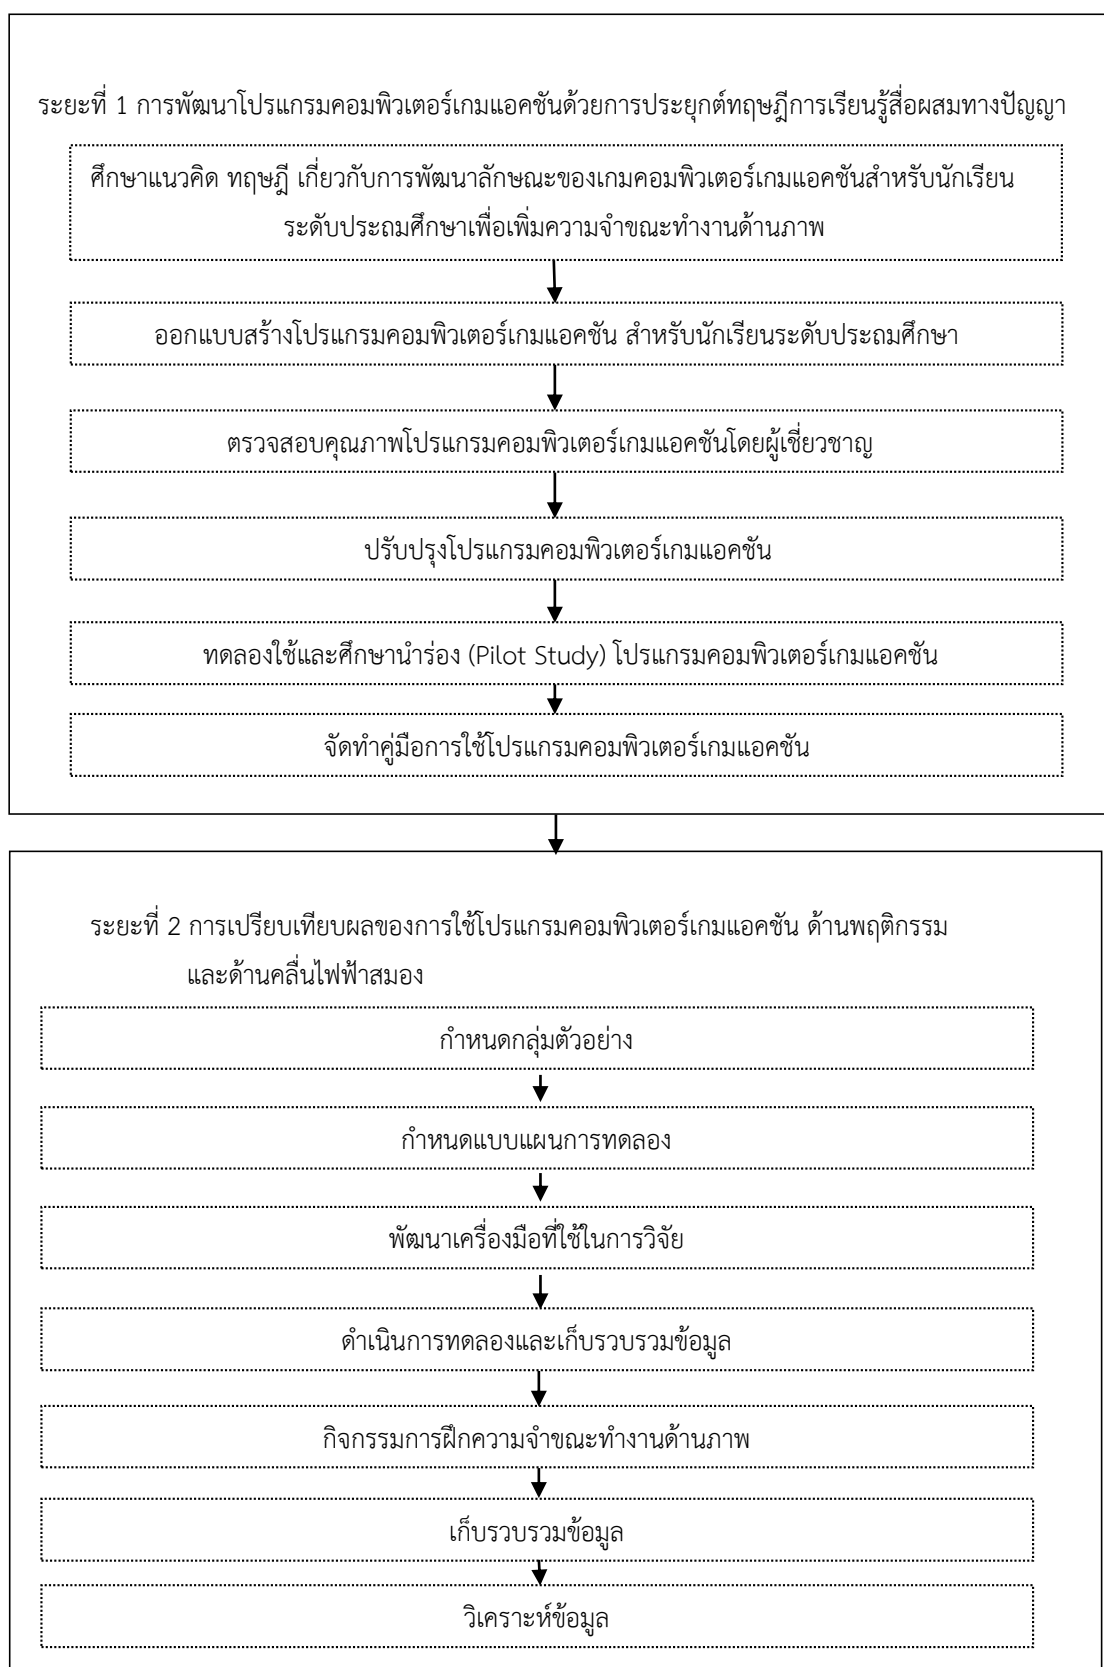 ระยะที่ 1 การพัฒนาโปรแกรมคอมพิวเตอร์เกมแอคชันด้วยการประยุกต์ทฤษฎีการเรียนรู้สื่อผสมทางปัญญา
ศึกษาแนวคิด ทฤษฎี เกี่ยวกับการพัฒนาลักษณะของเกมคอมพิวเตอร์เกมแอคชันสำหรับนักเรียน
ระดับประถมศึกษาเพื่อเพิ่มความจำขณะทำงานด้านภาพ
ออกแบบสร้างโปรแกรมคอมพิวเตอร์เกมแอคชัน สำหรับนักเรียนระดับประถมศึกษา
ตรวจสอบคุณภาพโปรแกรมคอมพิวเตอร์เกมแอคชันโดยผู้เชี่ยวชาญ
ปรับปรุงโปรแกรมคอมพิวเตอร์เกมแอคชัน
ทดลองใช้และศึกษานำร่อง (Pilot Study) โปรแกรมคอมพิวเตอร์เกมแอคชัน
จัดทำคู่มือการใช้โปรแกรมคอมพิวเตอร์เกมแอคชัน
ระยะที่ 2 การเปรียบเทียบผลของการใช้โปรแกรมคอมพิวเตอร์เกมแอคชัน ด้านพฤติกรรม
และด้านคลื่นไฟฟ้าสมอง
กำหนดกลุ่มตัวอย่าง
กำหนดแบบแผนการทดลอง
พัฒนาเครื่องมือที่ใช้ในการวิจัย
ดำเนินการทดลองและเก็บรวบรวมข้อมูล
กิจกรรมการฝึกความจำขณะทำงานด้านภาพ
เก็บรวบรวมข้อมูล
วิเคราะห์ข้อมูล